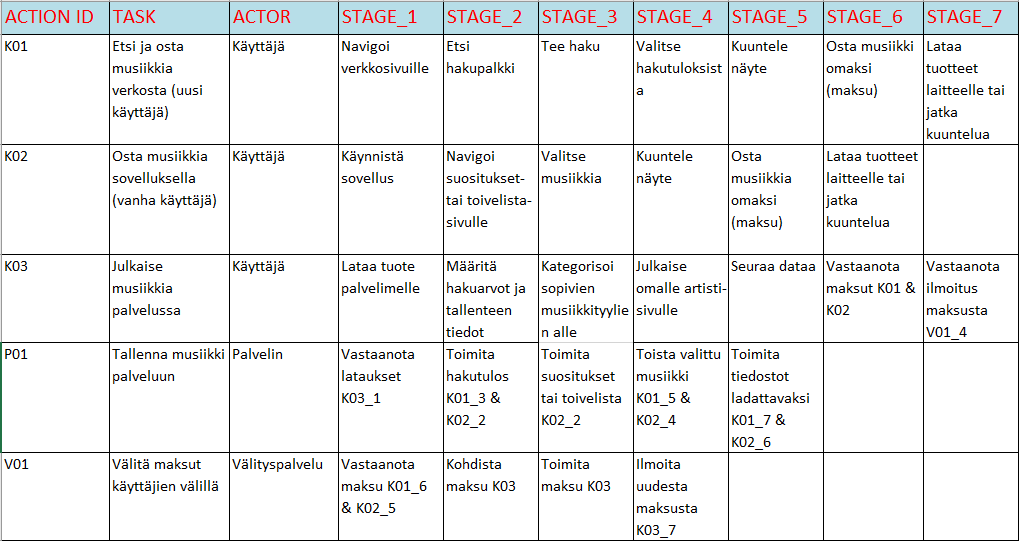 ACTION ID TASK ACTOR STAGE_1 STAGE_2 STAGE_3 STAGE_4 STAGE_5 STAGE_6 STAGE_7
K01
Etsi ja osta
musiikkia
verkosta (uusi
käyttäjä)
Käyttäjä
Navigoi
verkkosivuille
Etsi
hakupalkki
Tee haku
Valitse
hakutuloksist
a
Kuuntele
näyte
Osta musiikki
omaksi
(maksu)
Lataa
tuotteet
laitteelle tai
jatka
kuuntelua
K02
Osta musiikkia
sovelluksella
(vanha käyttäjä)
Käyttäjä
Käynnistä
sovellus
Navigoi
suositukset-
tai toivelista-
sivulle
Valitse
musiikkia
Kuuntele
näyte
Osta
musiikkia
omaksi
(maksu)
Lataa tuotteet
laitteelle tai
jatka
kuuntelua
K03
Julkaise
musiikkia
palvelussa
Käyttäjä
Lataa tuote
palvelimelle
Määritä
hakuarvot ja
tallenteen
tiedot
Kategorisoi
sopivien
musiikkityylie
n alle
Julkaise
omalle artisti-
sivulle
Seuraa dataa
Vastaanota
maksut K01 &
K02
Vastaanota
ilmoitus
maksusta
V01_4
P01
Tallenna musiikki
palveluun
Palvelin
Vastaanota
lataukset
K03_1
Toimita
hakutulos
K01_3 &
K02_2
Toimita
suositukset
tai toivelista
K02_2
Toista valittu
musiikki
K01_5 &
K02_4
Toimita
tiedostot
ladattavaksi
K01_7 &
K02_6
V01
Välitä maksut
käyttäjien välillä
Välityspalvelu
Vastaanota
maksu K01_6
& K02_5
Kohdista
maksu K03
Toimita
maksu K03
Ilmoita
uudesta
maksusta
K03_7